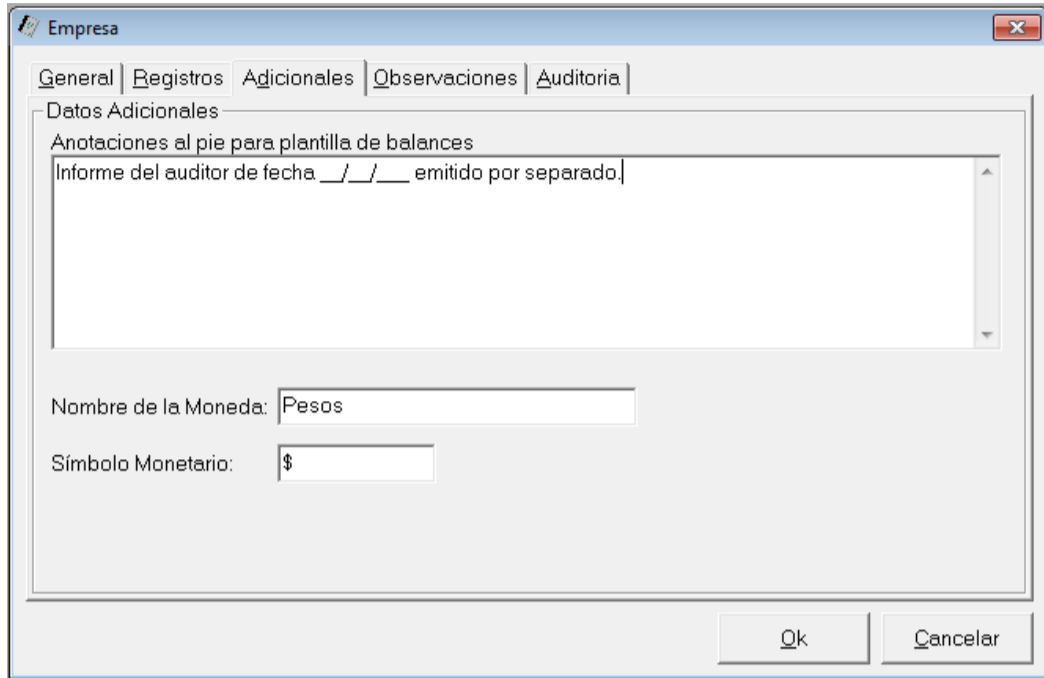 Empresa
General Registros Adicionales Observaciones Auditoria
Datos Adicionales
Anotaciones al pie para plantilla de balances
Informe del auditor de fecha __/__/___ emitido por separado.
Nombre de la Moneda: Pesos
Símbolo Monetario: $
Ok Cancelar